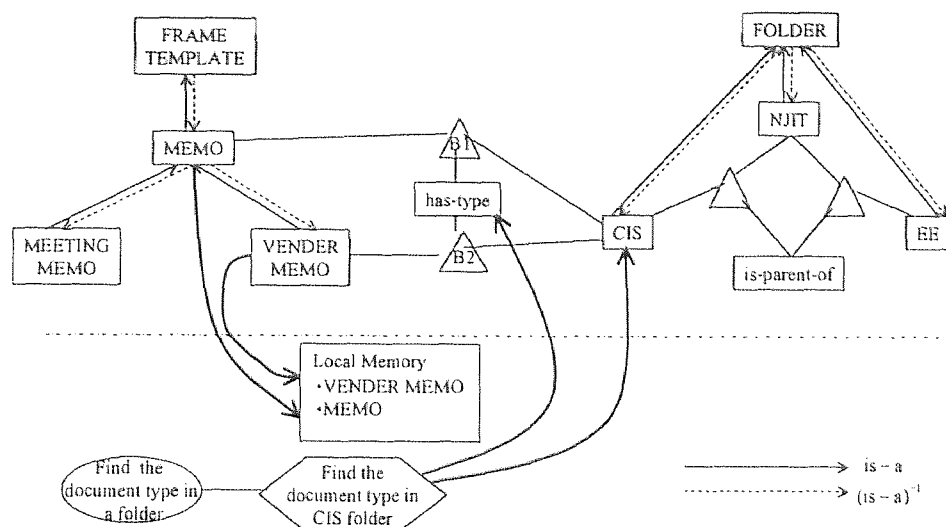 FRAME
TEMPLATE
FOLDER
MEMO
B1
NJIT
has-type
MEETING
MEMO
VENDER
MEMO
B2
CIS
EE
is-parent-of
Local Memory
·VENDER MEMO
·MEMO
Find the
document type in
a folder
Find the
document type in
CIS folder
is - a
(is - a)⁻¹